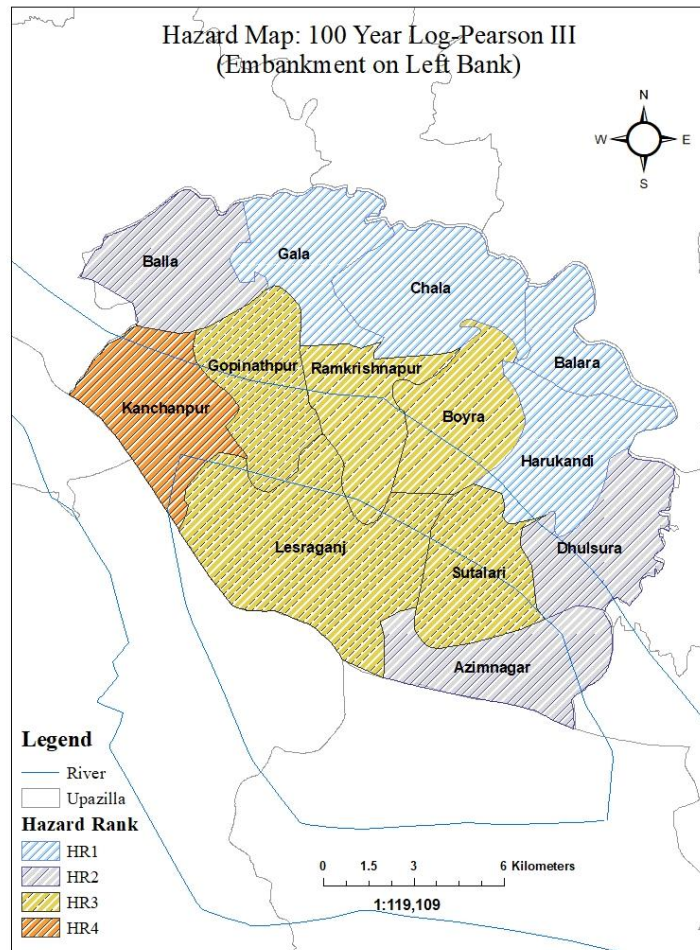 Hazard Map: 100 Year Log-Pearson III
(Embankment on Left Bank)
N
W E
S
Balla
Gala
Chala
Balara
Gopinathpur
Ramkrishnapur
Kanchanpur
Boyra
Harukandi
Lesraganj
Sutalari
Dhulsura
Azimnagar
Legend
River
Upazilla
Hazard Rank
HR1
HR2
HR3
HR4
0 1.5 3 6 Kilometers
1:119,109